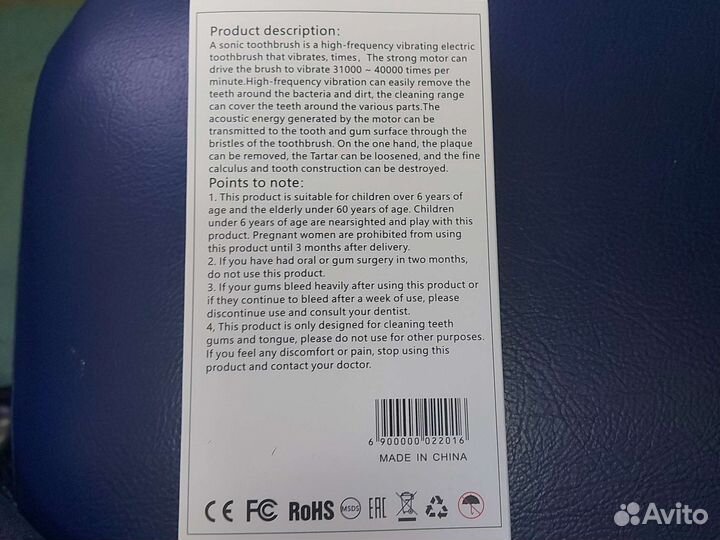 Product description:
A sonic toothbrush is a high-frequency vibrating electric
toothbrush that vibrates, times, The strong motor can
drive the brush to vibrate 31000 ~ 40000 times per
minute.High-frequency vibration can easily remove the
teeth around the bacteria and dirt, the cleaning range
can cover the teeth around the various parts.The
acoustic energy generated by the motor can be
transmitted to the tooth and gum surface through the
bristles of the toothbrush. On the one hand, the plaque
can be removed, the Tartar can be loosened, and the fine
calculus and tooth construction can be destroyed.
Points to note:
1. This product is suitable for children over 6 years of
age and the elderly under 60 years of age. Children
under 6 years of age are nearsighted and play with this
product. Pregnant women are prohibited from using
this product until 3 months after delivery.
2. If you have had oral or gum surgery in two months,
do not use this product.
3. If your gums bleed heavily after using this product or
if they continue to bleed after a week of use, please
discontinue use and consult your dentist.
4, This product is only designed for cleaning teeth
gums and tongue, please do not use for other purposes.
If you feel any discomfort or pain, stop using this
product and contact your doctor.
6 900000 022016
MADE IN CHINA
CE FC RoHS MSDS EAC
Avito